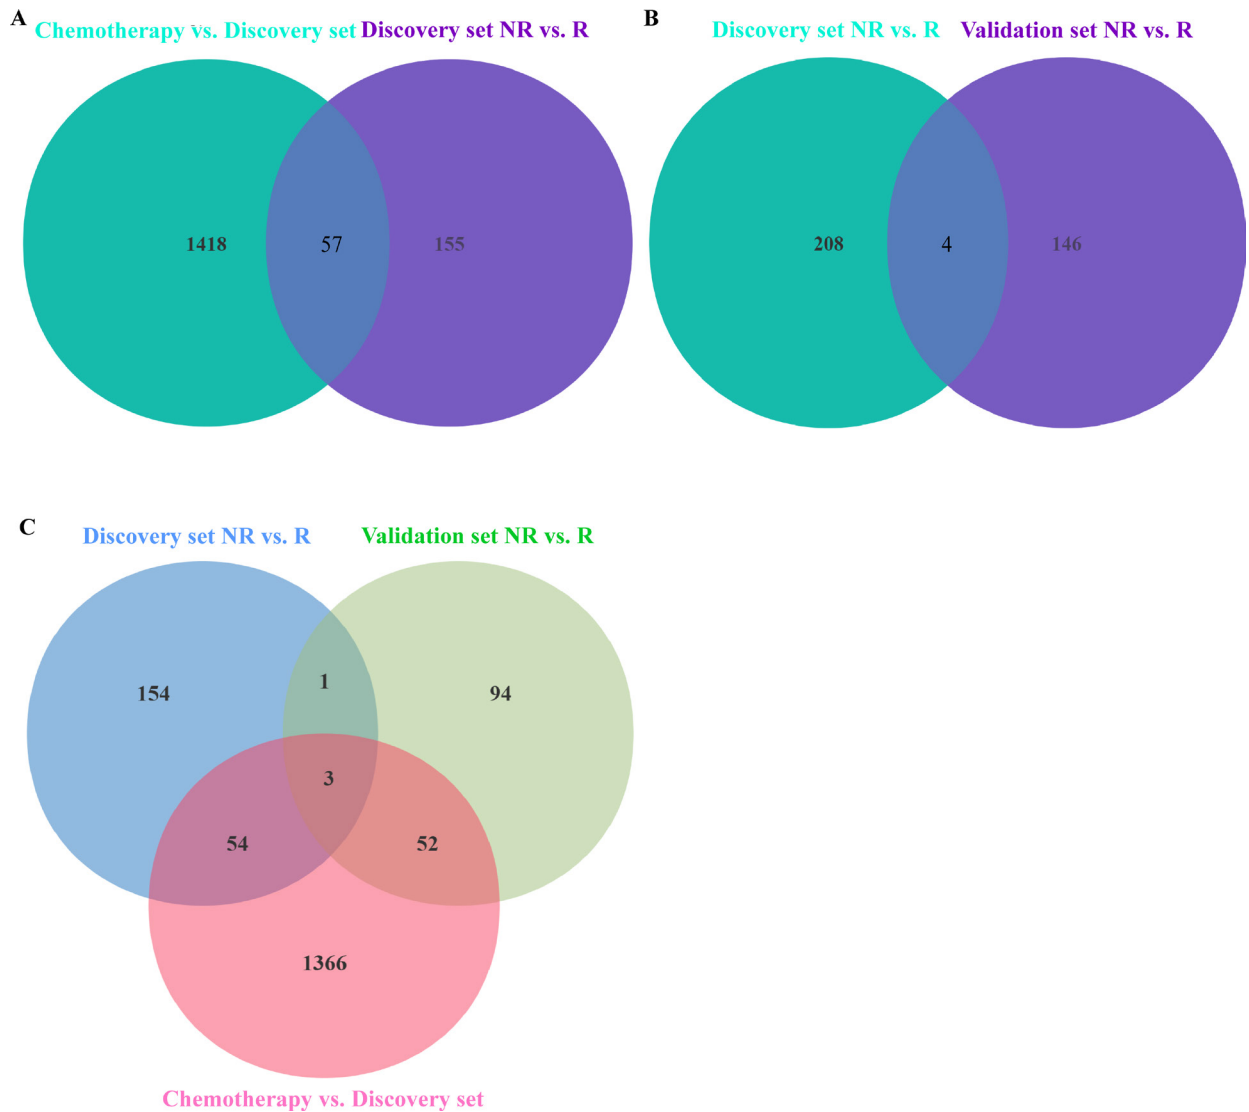 A
Chemotherapy vs. Discovery set Discovery set NR vs. R
1418
57
155
B
Discovery set NR vs. R Validation set NR vs. R
208
4
146
C
Discovery set NR vs. R Validation set NR vs. R
154
1
94
3
54
52
1366
Chemotherapy vs. Discovery set